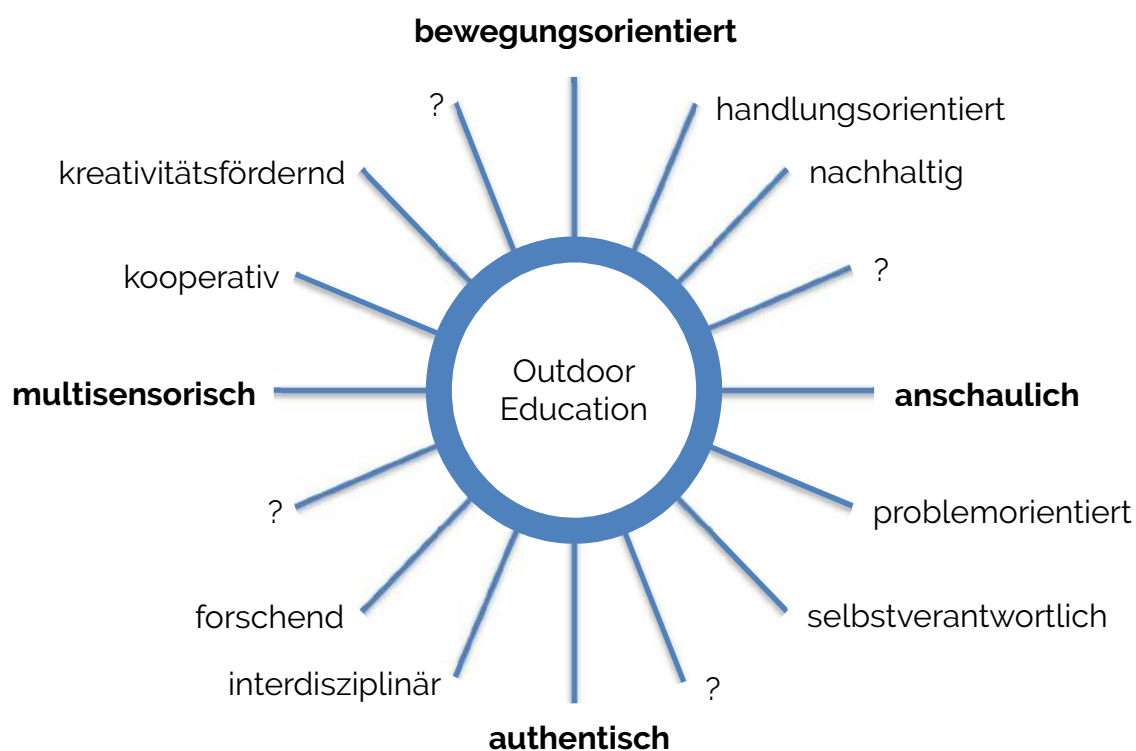 bewegungsorientiert
?
handlungsorientiert
kreativitätsfördernd
nachhaltig
kooperativ
?
multisensorisch
Outdoor
Education
anschaulich
?
problemorientiert
forschend
selbstverantwortlich
interdisziplinär
?
authentisch